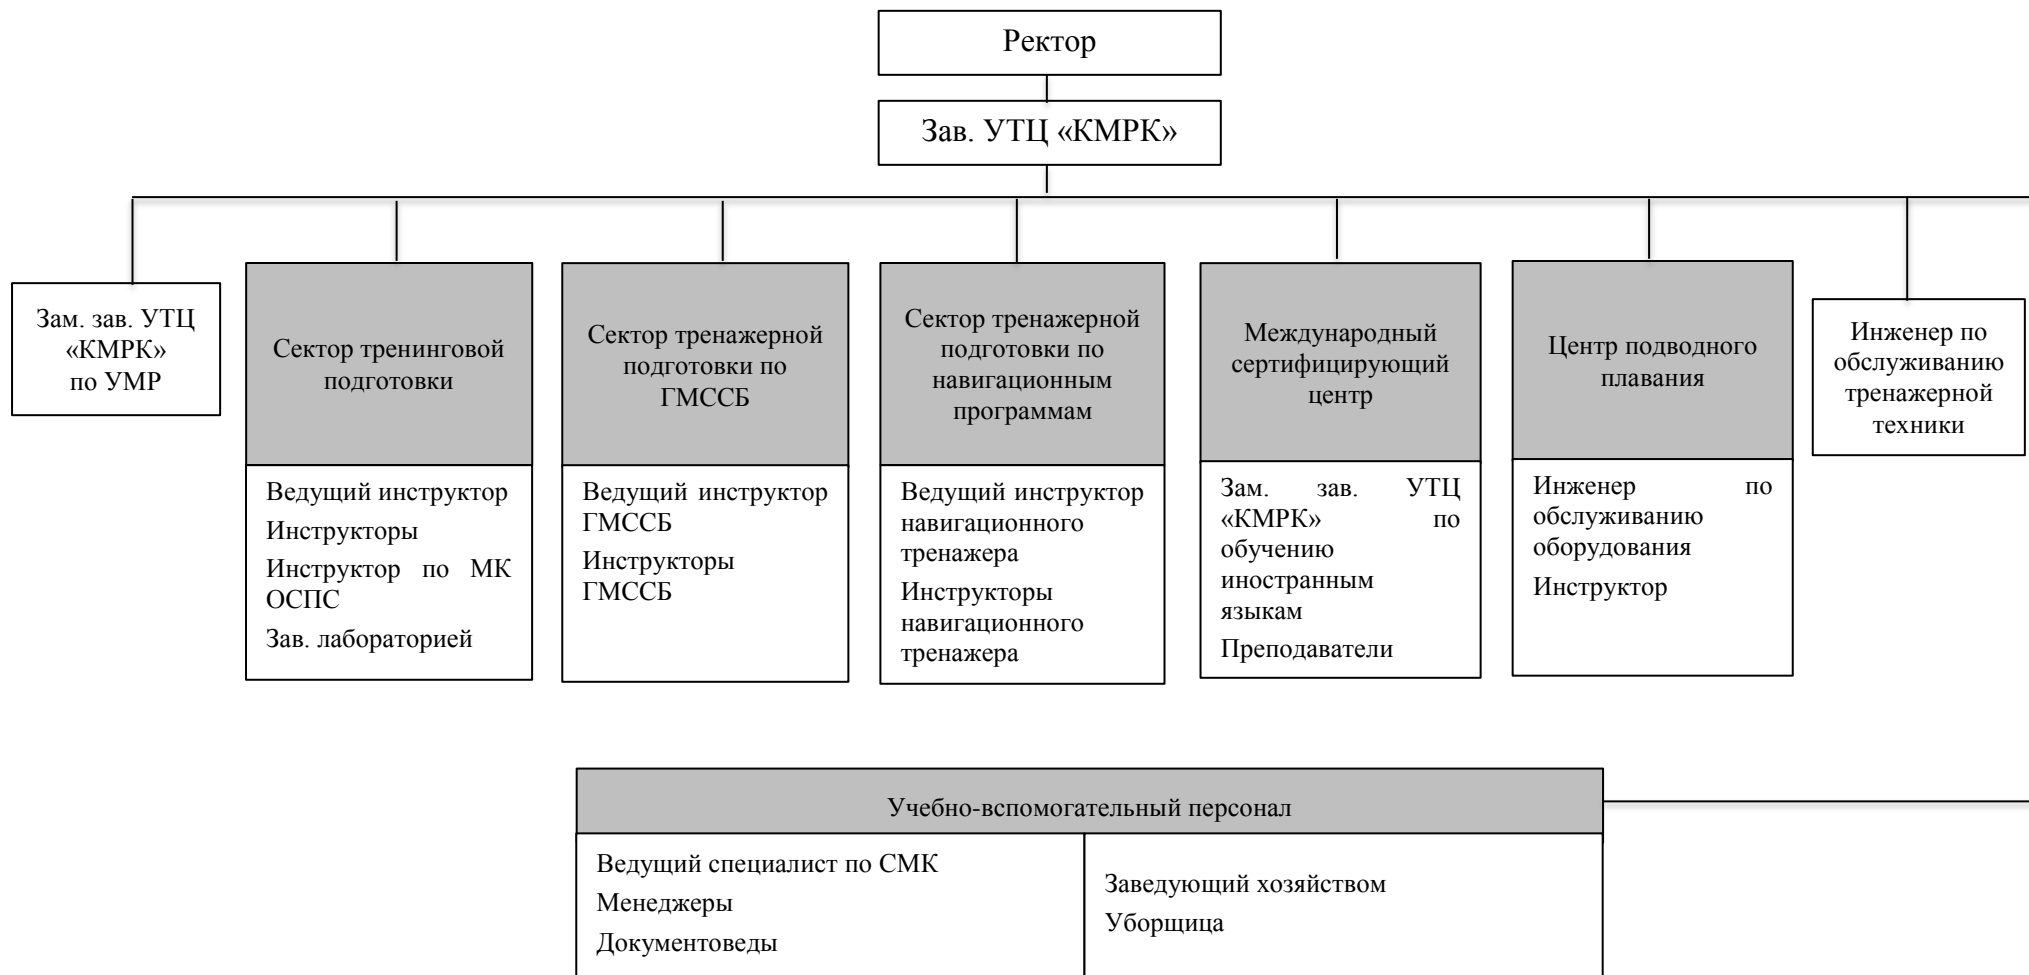 Ректор
Зав. УТЦ «КМРК»
Зам. зав. УТЦ
«КМРК»
по УМР
Сектор тренинговой
подготовки
Ведущий инструктор
Инструкторы
Инструктор по МК
ОСПС
Зав. лабораторией
Сектор тренажерной
подготовки по
ГМССБ
Ведущий инструктор
ГМССБ
Инструкторы
ГМССБ
Сектор тренажерной
подготовки по
навигационным
программам
Ведущий инструктор
навигационного
тренажера
Инструкторы
навигационного
тренажера
Международный
сертифицирующий
центр
Зам. зав. УТЦ
«КМРК» по
обучению
иностранным
языкам
Преподаватели
Центр подводного
плавания
Инженер по
обслуживанию
оборудования
Инструктор
Инженер по
обслуживанию
тренажерной
техники
Учебно-вспомогательный персонал
Ведущий специалист по СМК
Менеджеры
Документоведы
Заведующий хозяйством
Уборщица